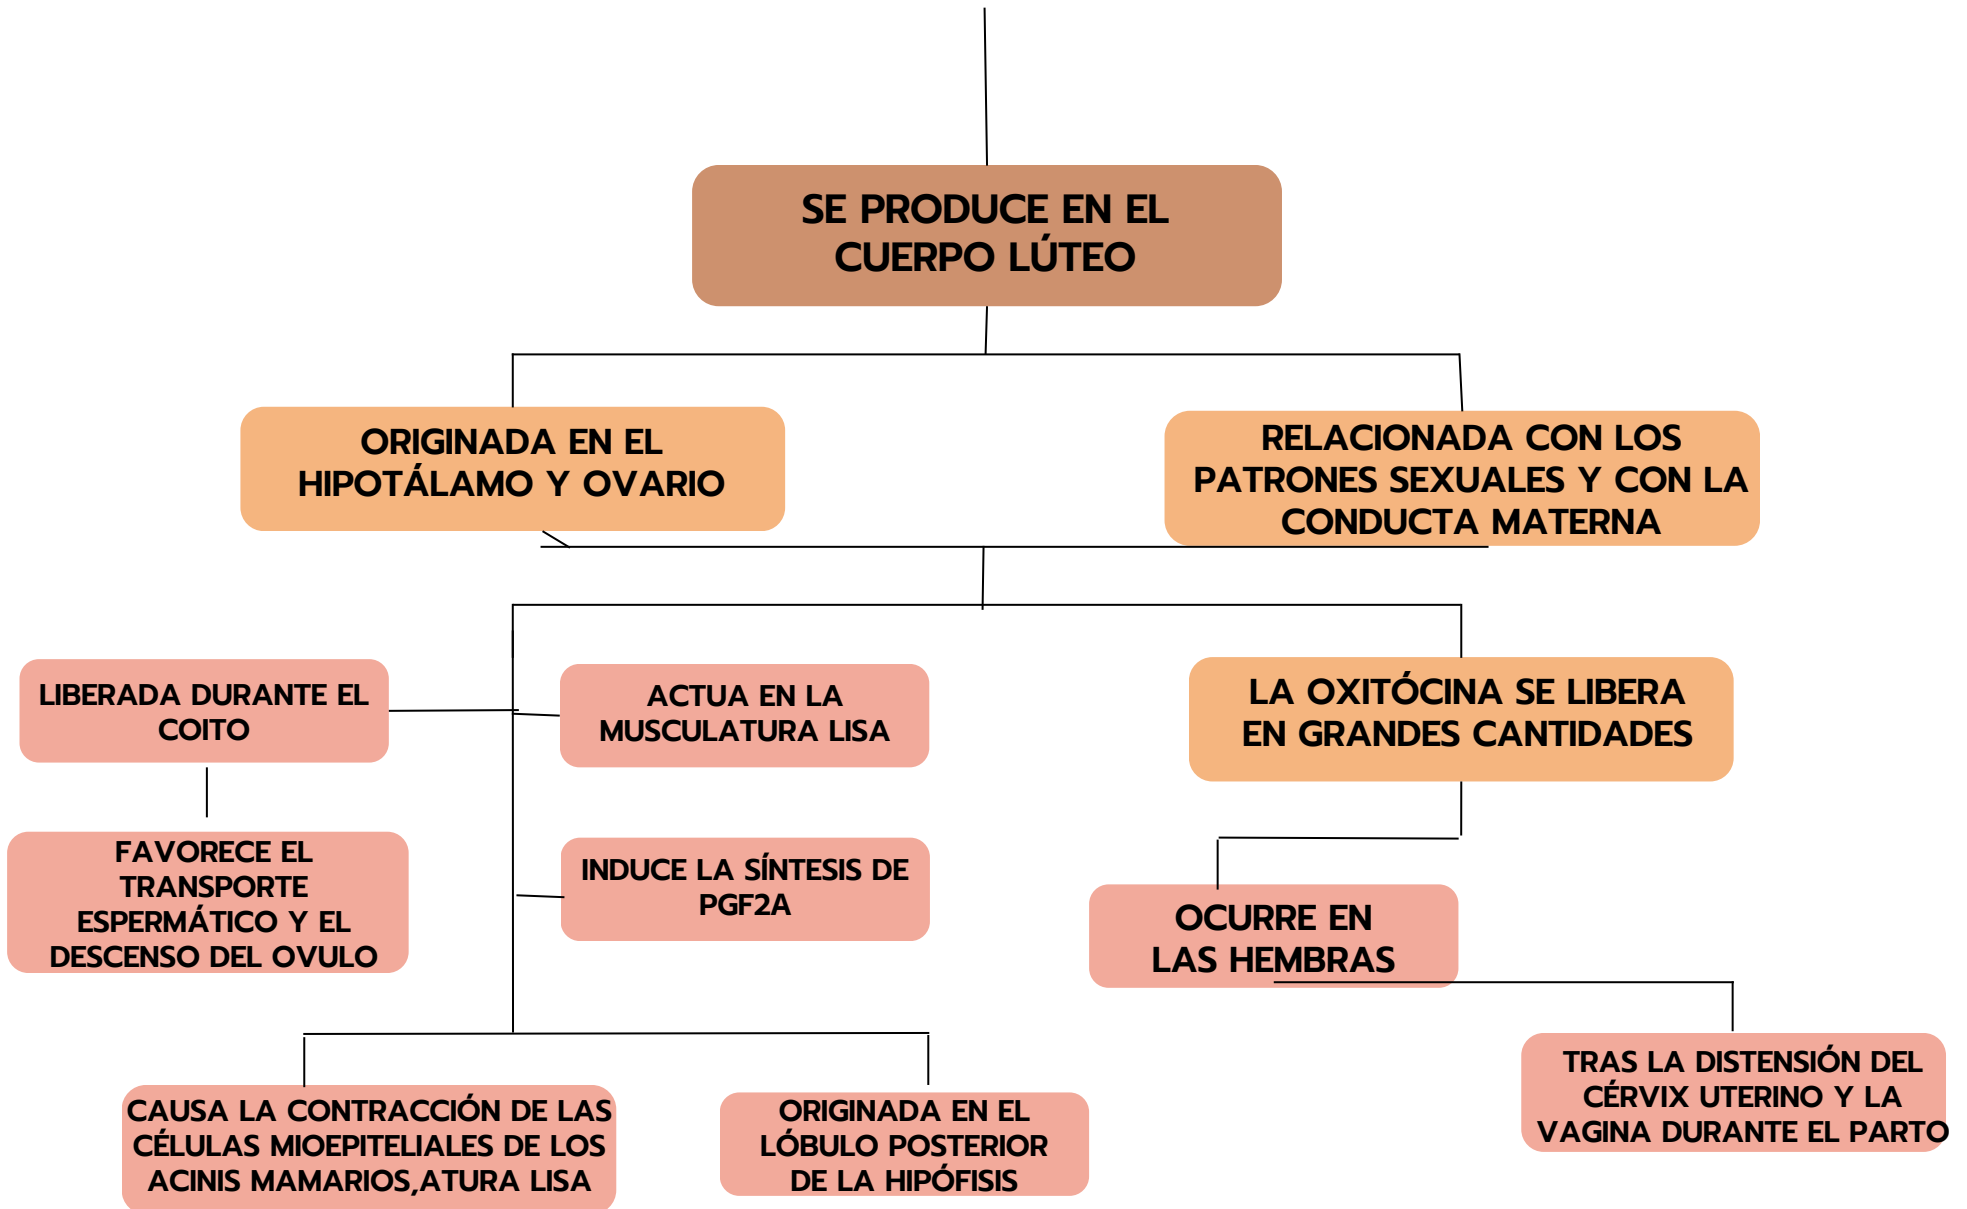 SE PRODUCE EN EL
CUERPO LÚTEO
ORIGINADA EN EL
HIPOTÁLAMO Y OVARIO
RELACIONADA CON LOS
PATRONES SEXUALES Y CON LA
CONDUCTA MATERNA
LIBERADA DURANTE EL
COITO
ACTUA EN LA
MUSCULATURA LISA
LA OXITÓCINA SE LIBERA
EN GRANDES CANTIDADES
FAVORECE EL
TRANSPORTE
ESPERMÁTICO Y EL
DESCENSO DEL OVULO
INDUCE LA SÍNTESIS DE
PGF2A
OCURRE EN
LAS HEMBRAS
CAUSA LA CONTRACCIÓN DE LAS
CÉLULAS MIOEPITELIALES DE LOS
ACINIS MAMARIOS,ATURA LISA
ORIGINADA EN EL
LÓBULO POSTERIOR
DE LA HIPÓFISIS
TRAS LA DISTENSIÓN DEL
CÉRVIX UTERINO Y LA
VAGINA DURANTE EL PARTO